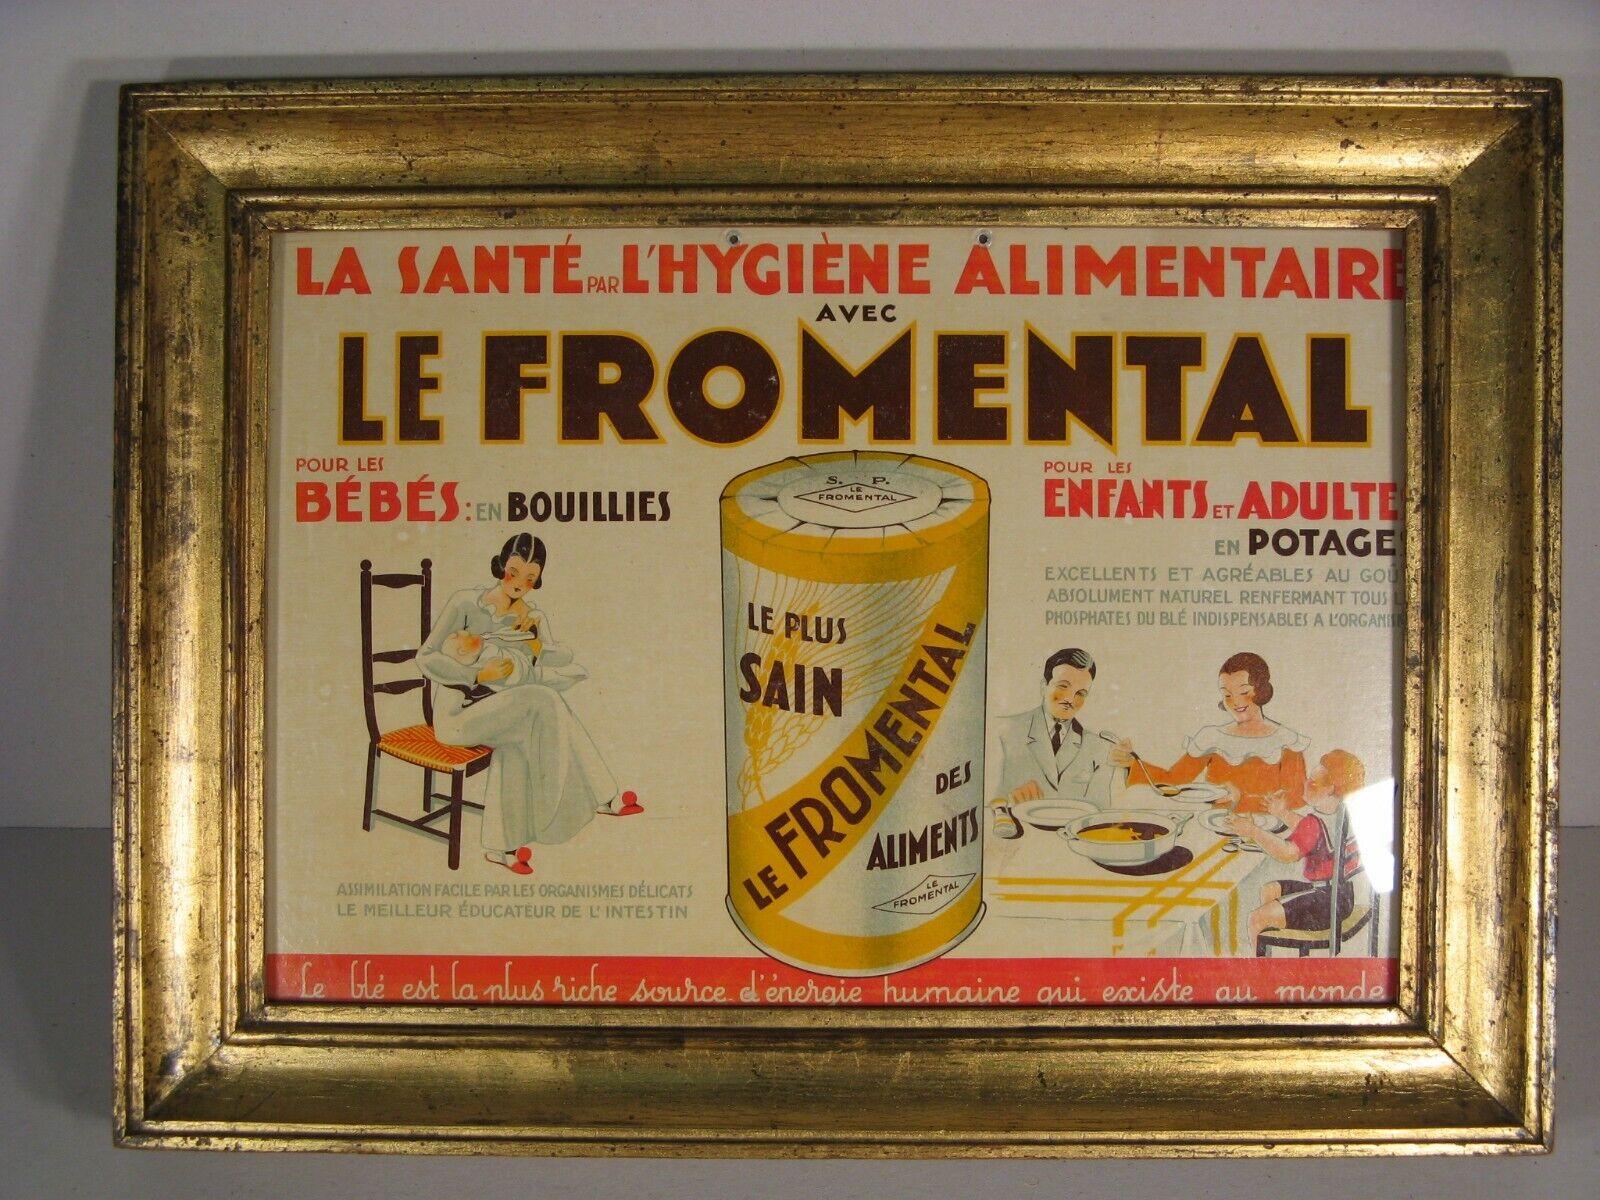 LA SANTÉ PAR L'HYGIÈNE ALIMENTAIRE
AVEC
LE FROMENTAL
POUR LES
BÉBÉS: EN BOUILLIES
ASSIMILATION FACILE PAR LES ORGANISMES DÉLICATS
LE MEILLEUR ÉDUCATEUR DE L'INTESTIN
S. P.
LE
FROMENTAL
LE PLUS
SAIN
LE FROMENTAL
DES
ALIMENTS
LE
FROMENTAL
POUR LES
ENFANTS ET ADULTE
EN POTAGE
EXCELLENTS ET AGRÉABLES AU GOÛ
ABSOLUMENT NATUREL RENFERMANT TOUS L
PHOSPHATES DU BLÉ INDISPENSABLES A L'ORGANIS
Le blé est la plus riche source d'énergie humaine qui existe au monde